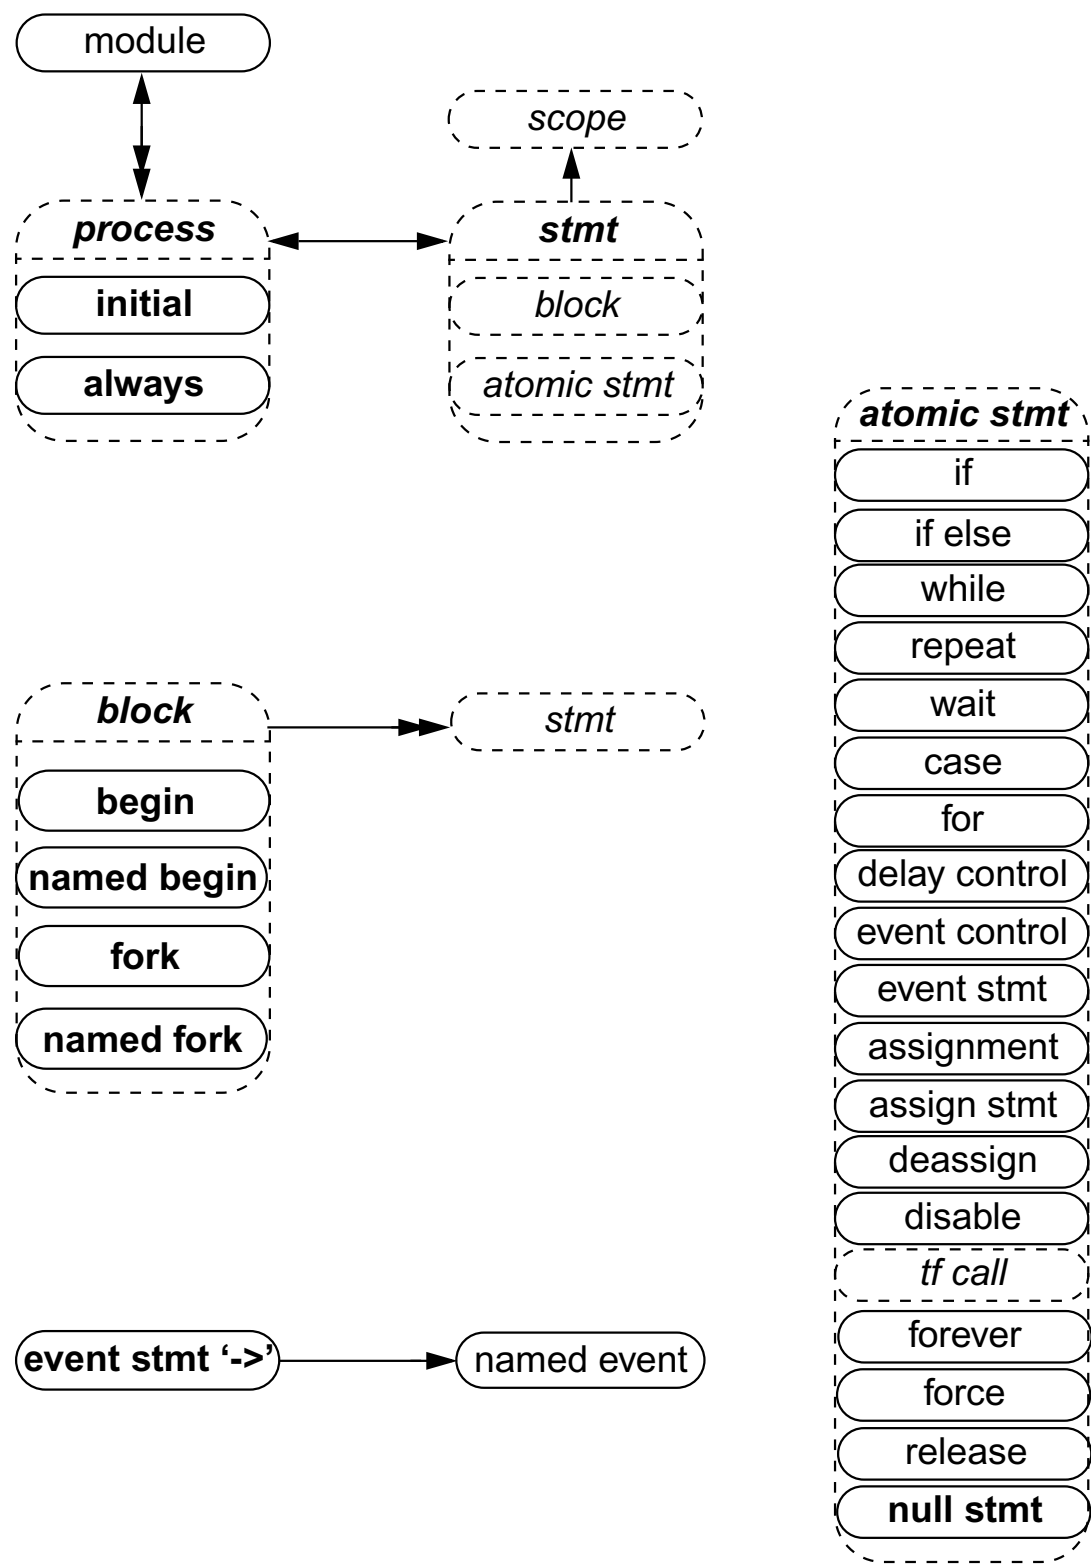 module
scope
process
stmt
initial
block
always
atomic stmt
atomic stmt
if
if else
while
repeat
block
stmt
wait
case
begin
for
named begin
delay control
fork
event control
event stmt
named fork
assignment
assign stmt
deassign
disable
tf call
event stmt ‘->’
named event
forever
force
release
null stmt